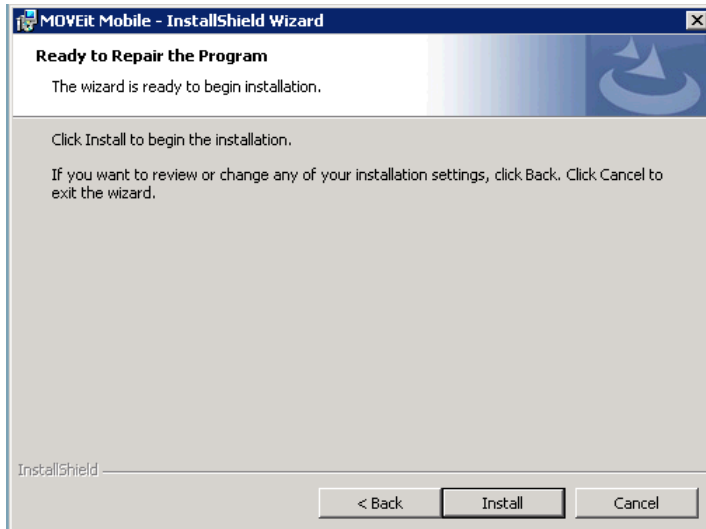 MOVEit Mobile - InstallShield Wizard
Ready to Repair the Program
The wizard is ready to begin installation.
Click Install to begin the installation.
If you want to review or change any of your installation settings, click Back. Click Cancel to
exit the wizard.
InstallShield
< Back Install Cancel